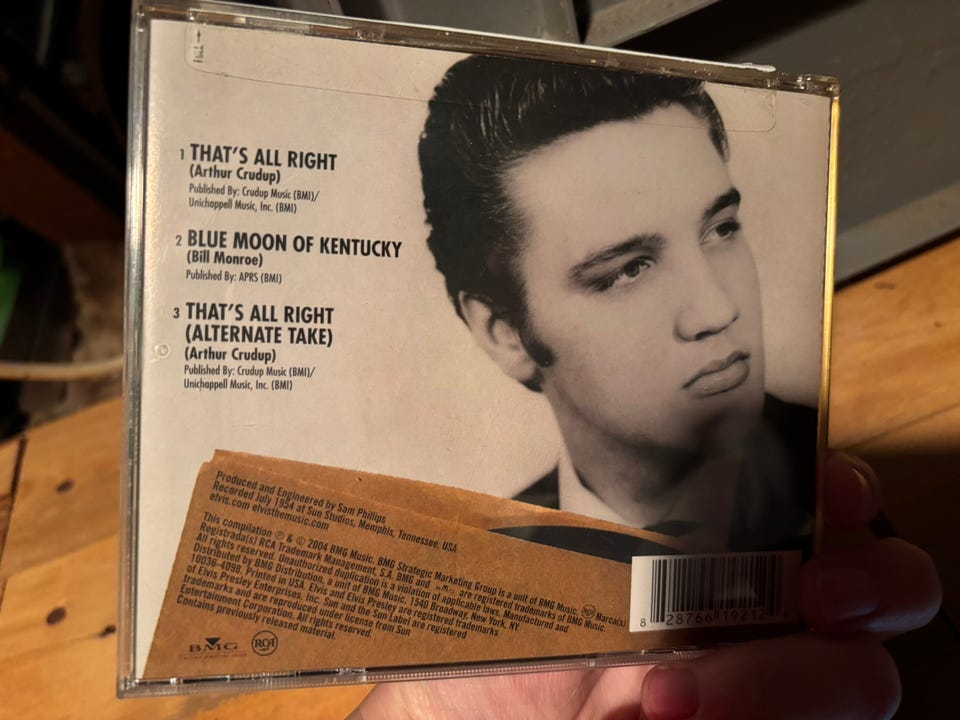 PULL
1 THAT'S ALL RIGHT
(Arthur Crudup)
Published By: Crudup Music (BMI)/
Unichappell Music, Inc. (BMI)
2 BLUE MOON OF KENTUCKY
(Bill Monroe)
Published By: APRS (BMI)
3 THAT'S ALL RIGHT
(ALTERNATE TAKE)
(Arthur Crudup)
Published By: Crudup Music (BMI)/
Unichappell Music, Inc. (BMI)
Produced and Engineered by Sam Phillips
Recorded July 1954 at Sun Studios, Memphis, Tennessee, USA
elvis.com elvisthemusic.com
This compilation ℗ & © 2004 BMG Music. BMG Strategic Marketing Group is a unit of BMG Music. RCA Marca(s)
Registrada(s) RCA Trademark Management, S.A. BMG and BMG are registered trademarks of BMG Music.
All rights reserved. Unauthorized duplication is a violation of applicable laws. Manufactured and
Distributed by BMG Distribution, a unit of BMG Music, 1540 Broadway, New York, NY
10036-4098. Printed in USA. Elvis and Elvis Presley are registered trademarks
of Elvis Presley Enterprises, Inc. Sun and the Sun Label are registered
trademarks and are reproduced under license from Sun
Entertainment Corporation. All rights reserved.
Contains previously released material.
BMG RCA
8 28766 19212